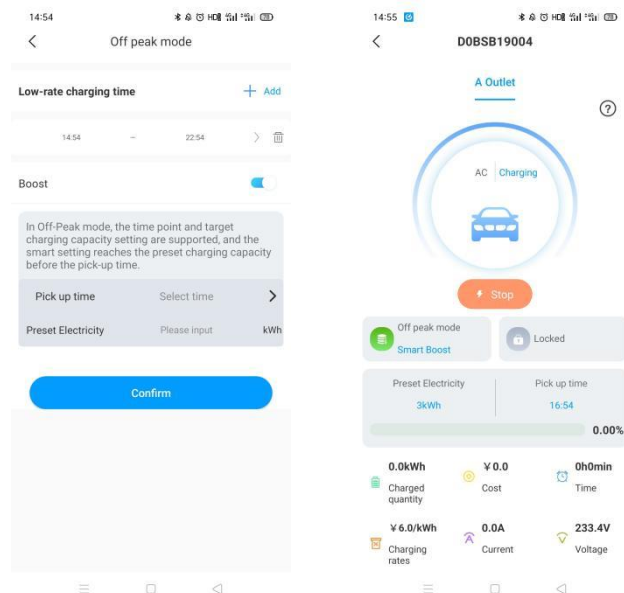 14:54
HD
Off peak mode
Low-rate charging time
+ Add
14:54 – 22:54
Boost
In Off-Peak mode, the time point and target
charging capacity setting are supported, and the
smart setting reaches the preset charging capacity
before the pick-up time.
Pick up time Select time
Preset Electricity Please input kWh
Confirm
14:55
HD
D0BSB19004
A Outlet
?
AC Charging
Stop
Off peak mode
Smart Boost
Locked
Preset Electricity Pick up time
3kWh 16:54
0.00%
0.0kWh ¥0.0 0h0min
Charged Cost Time
quantity
¥6.0/kWh 0.0A 233.4V
Charging Current Voltage
rates